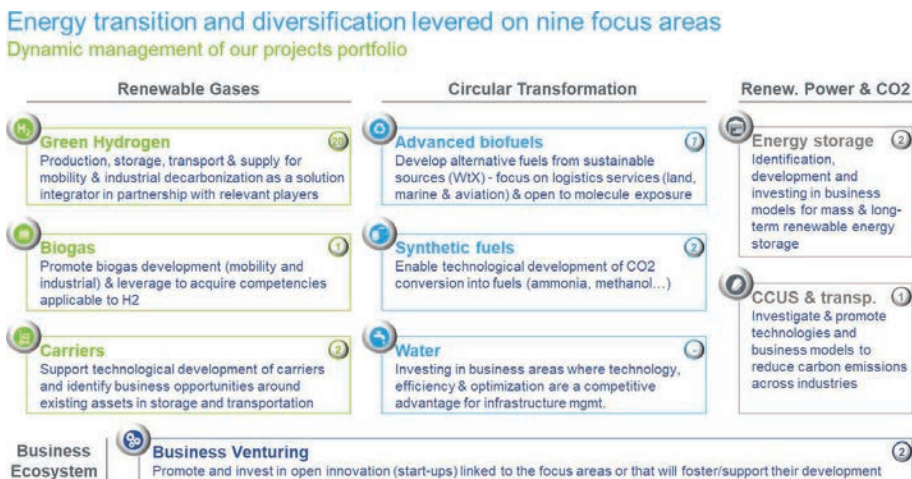 Energy transition and diversification levered on nine focus areas
Dynamic management of our projects portfolio
Renewable Gases
H₂
Green Hydrogen
20
Production, storage, transport & supply for
mobility & industrial decarbonization as a solution
integrator in partnership with relevant players
Biogas
1
Promote biogas development (mobility and
industrial) & leverage to acquire competencies
applicable to H2
Carriers
2
Support technological development of carriers
and identify business opportunities around
existing assets in storage and transportation
Circular Transformation
Advanced biofuels
7
Develop alternative fuels from sustainable
sources (WtX) - focus on logistics services (land,
marine & aviation) & open to molecule exposure
Synthetic fuels
2
Enable technological development of CO2
conversion into fuels (ammonia, methanol…)
Water
-
Investing in business areas where technology,
efficiency & optimization are a competitive
advantage for infrastructure mgmt.
Renew. Power & CO2
Energy storage
2
Identification,
development and
investing in business
models for mass & long-
term renewable energy
storage
CCUS & transp.
1
Investigate & promote
technologies and
business models to
reduce carbon emissions
across industries
Business
Ecosystem
Business Venturing
2
Promote and invest in open innovation (start-ups) linked to the focus areas or that will foster/support their development